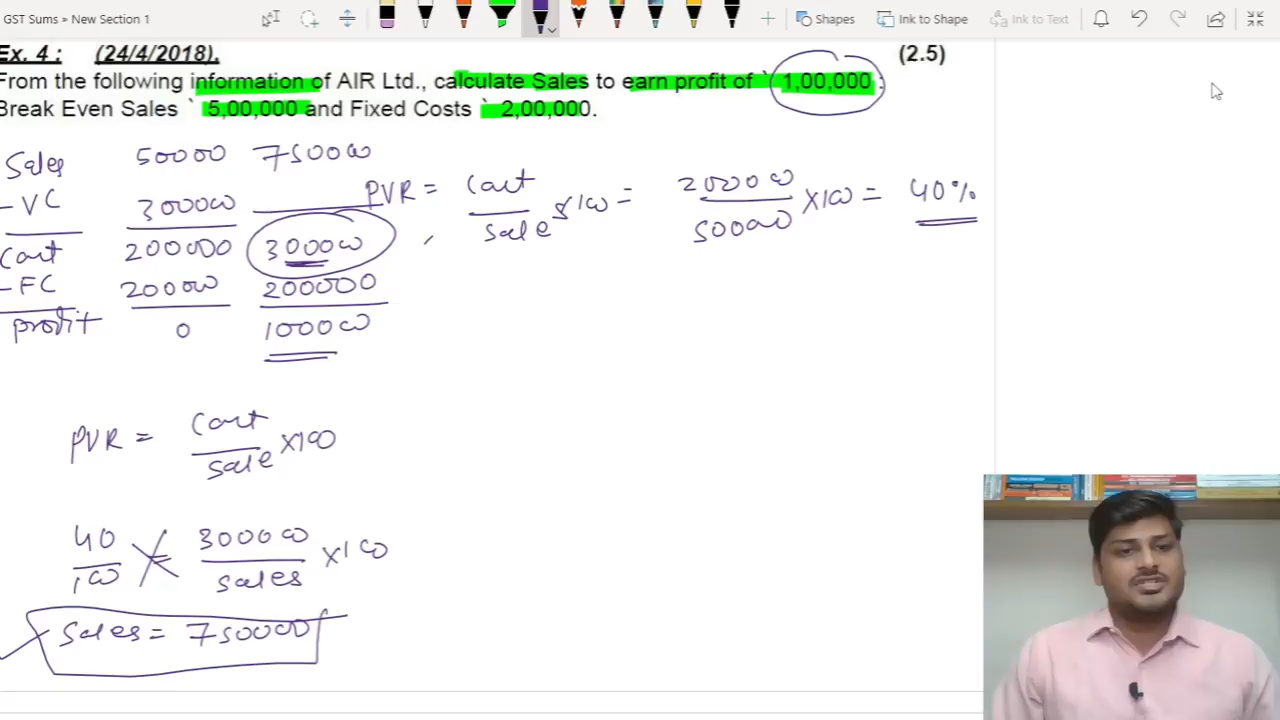 GST Sums » New Section 1
Shapes
Ink to Shape
Ink to Text
Ex. 4 : (24/4/2018). (2.5)
From the following information of AIR Ltd., calculate Sales to earn profit of ` 1,00,000 :
Break Even Sales ` 5,00,000 and Fixed Costs ` 2,00,000.
Sales 500000 750000
-VC 300000
Cont 200000 300000
-FC 200000 200000
profit 0 100000
PVR = Cont / Sale × 100 = 200000 / 500000 × 100 = 40%
PVR = Cont / Sale × 100
40 / 100 = 300000 / Sales × 100
Sales = 750000